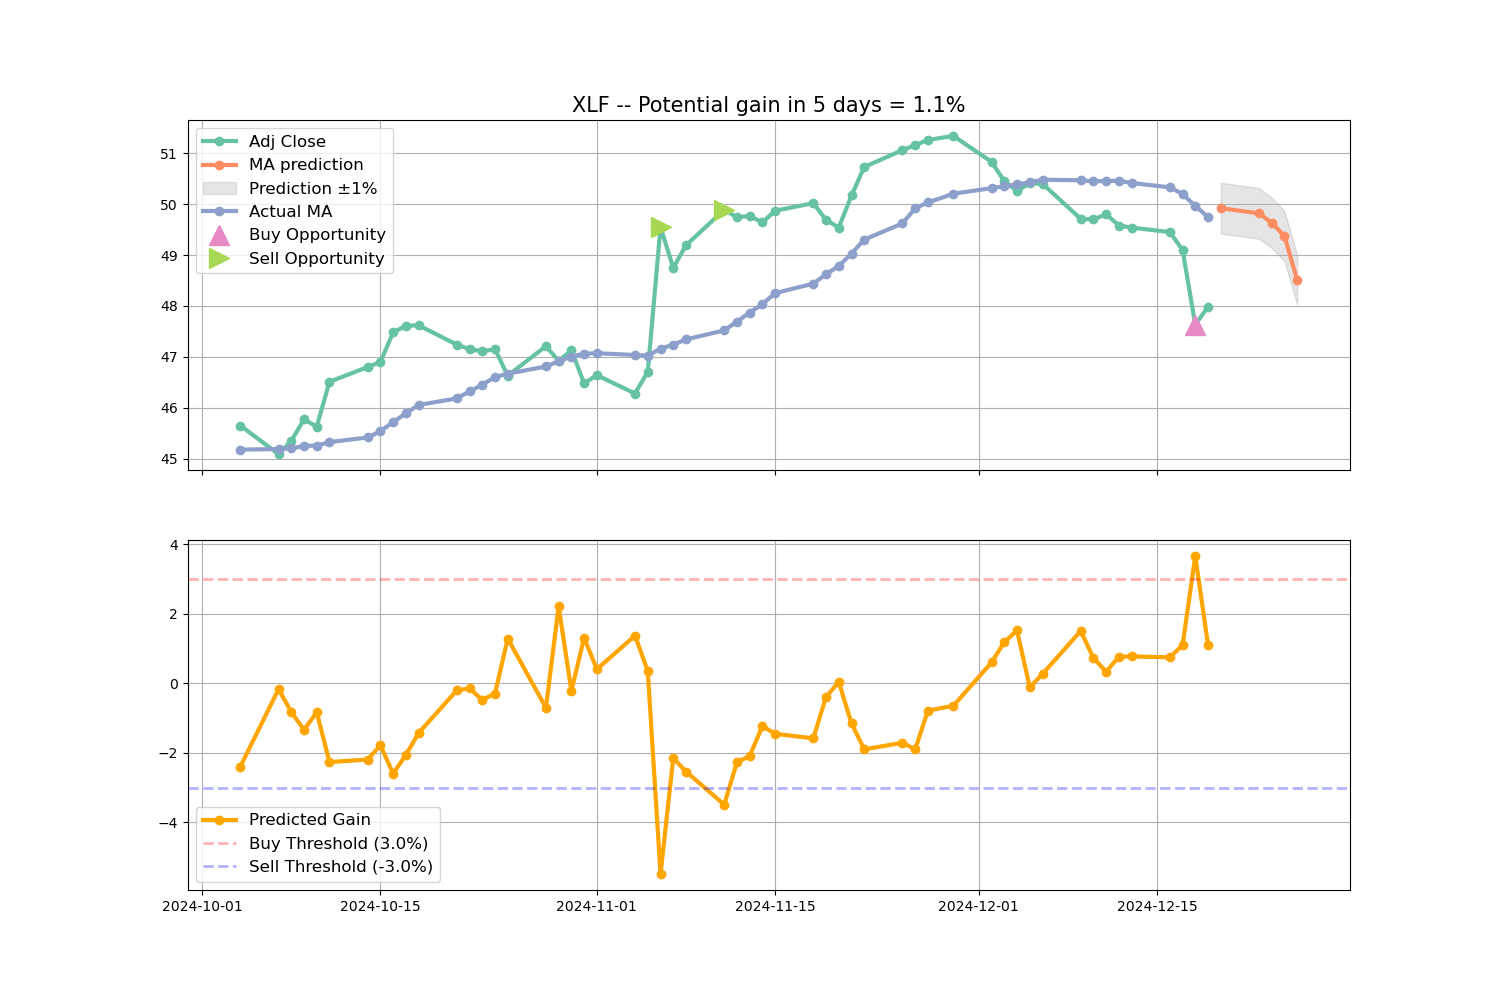 XLF -- Potential gain in 5 days = 1.1%
51
50
49
48
47
46
45
Adj Close
MA prediction
Prediction ±1%
Actual MA
Buy Opportunity
Sell Opportunity
4
2
0
−2
−4
Predicted Gain
Buy Threshold (3.0%)
Sell Threshold (-3.0%)
2024-10-01 2024-10-15 2024-11-01 2024-11-15 2024-12-01 2024-12-15